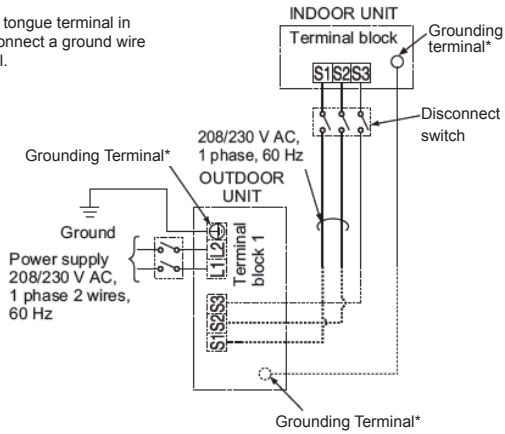 tongue terminal in
onnect a ground wire
l.
INDOOR UNIT
Terminal block
Grounding
terminal*
S1 S2 S3
Disconnect
switch
208/230 V AC,
1 phase, 60 Hz
Grounding Terminal*
OUTDOOR
UNIT
Ground
Power supply
208/230 V AC,
1 phase 2 wires,
60 Hz
L1 L2
Terminal
block 1
S1 S2 S3
Grounding Terminal*